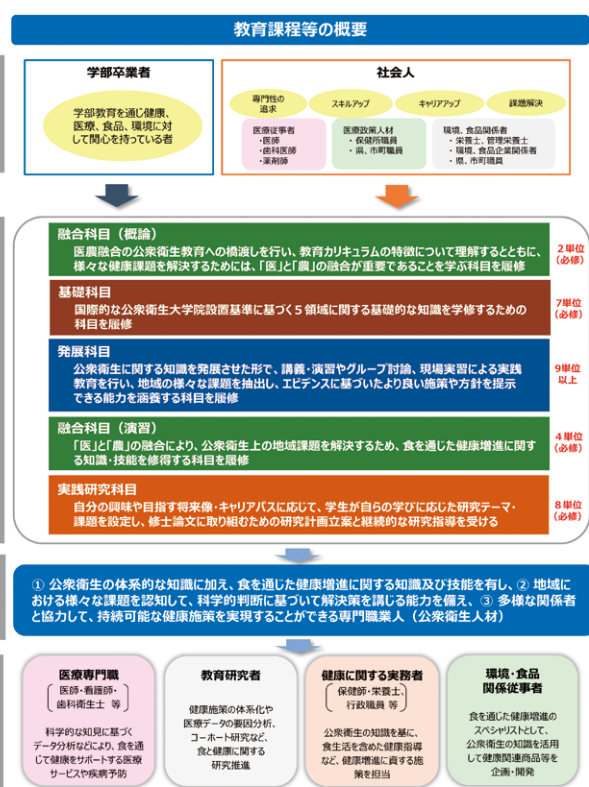 教育課程等の概要
学部卒業者
学部教育を通じ健康、
医療、食品、環境に対
して関心を持っている者
社会人
専門性の
追求
スキルアップ
キャリアアップ
課題解決
医療従事者
・医師
・歯科医師
・薬剤師
医療政策人材
・保健所職員
・県、市町職員
環境、食品関係者
・栄養士、管理栄養士
・環境、食品企業関係者
・県、市町職員
融合科目（概論）
医農融合の公衆衛生教育への橋渡しを行い、教育カリキュラムの特徴について理解するとともに、
様々な健康課題を解決するためには、「医」と「農」の融合が重要であることを学ぶ科目を履修
２単位
（必修）
基礎科目
国際的な公衆衛生大学院設置基準に基づく５領域に関する基礎的な知識を学修するための
科目を履修
7単位
（必修）
発展科目
公衆衛生に関する知識を発展させた形で、講義・演習やグループ討論、現場実習による実践
教育を行い、地域の様々な課題を抽出し、エビデンスに基づいたより良い施策や方針を提示
できる能力を涵養する科目を履修
9単位
以上
融合科目（演習）
「医」と「農」の融合により、公衆衛生上の地域課題を解決するため、食を通じた健康増進に関す
る知識・技能を修得する科目を履修
４単位
（必修）
実践研究科目
自分の興味や目指す将来像・キャリアパスに応じて、学生が自らの学びに応じた研究テーマ・
課題を設定し、修士論文に取り組むための研究計画立案と継続的な研究指導を受ける
８単位
（必修）
① 公衆衛生の体系的な知識に加え、食を通じた健康増進に関する知識及び技能を有し、② 地域に
おける様々な課題を認知して、科学的判断に基づいて解決策を講じる能力を備え、③ 多様な関係者
と協力して、持続可能な健康施策を実現することができる専門職業人（公衆衛生人材）
医療専門職
医師・看護師・
歯科衛生士 等
科学的な知見に基づく
データ分析などにより、食を通
じて健康をサポートする医療
サービスや疾病予防
教育研究者
健康施策の体系化や
医療データの要因分析、
コーホート研究など、
食と健康に関する
研究推進
健康に関する実務者
保健師・栄養士、
行政職員 等
公衆衛生の知識を基に、
食生活を含めた健康指導
など、健康増進に資する施
策を担当
環境・食品
関係従事者
食を通じた健康増進の
スペシャリストとして、
公衆衛生の知識を活用
して健康関連商品等を
企画・開発